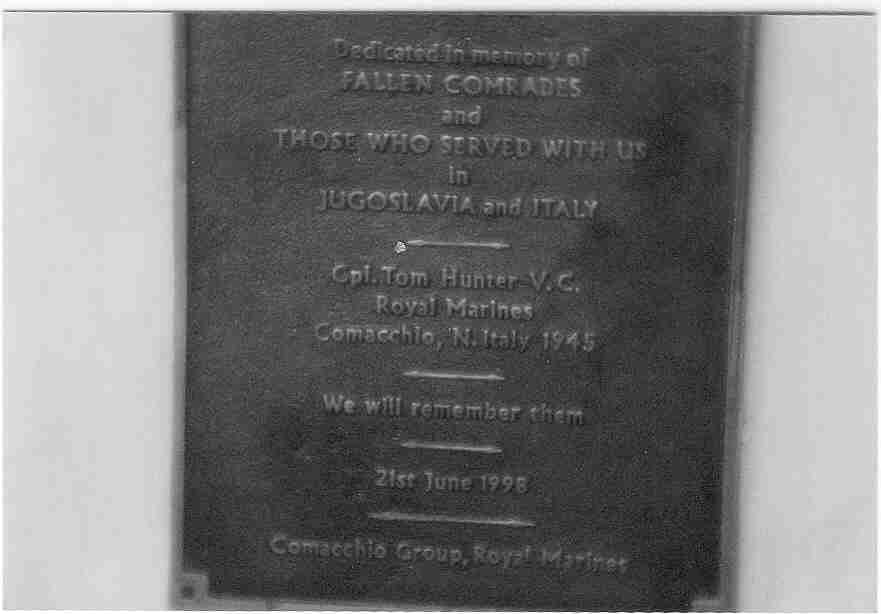 Dedicated in memory of
FALLEN COMRADES
and
THOSE WHO SERVED WITH US
in
JUGOSLAVIA and ITALY
Cpl. Tom Hunter V.C.
Royal Marines
Comacchio, N. Italy 1945
We will remember them
21st June 1998
Comacchio Group, Royal Marines